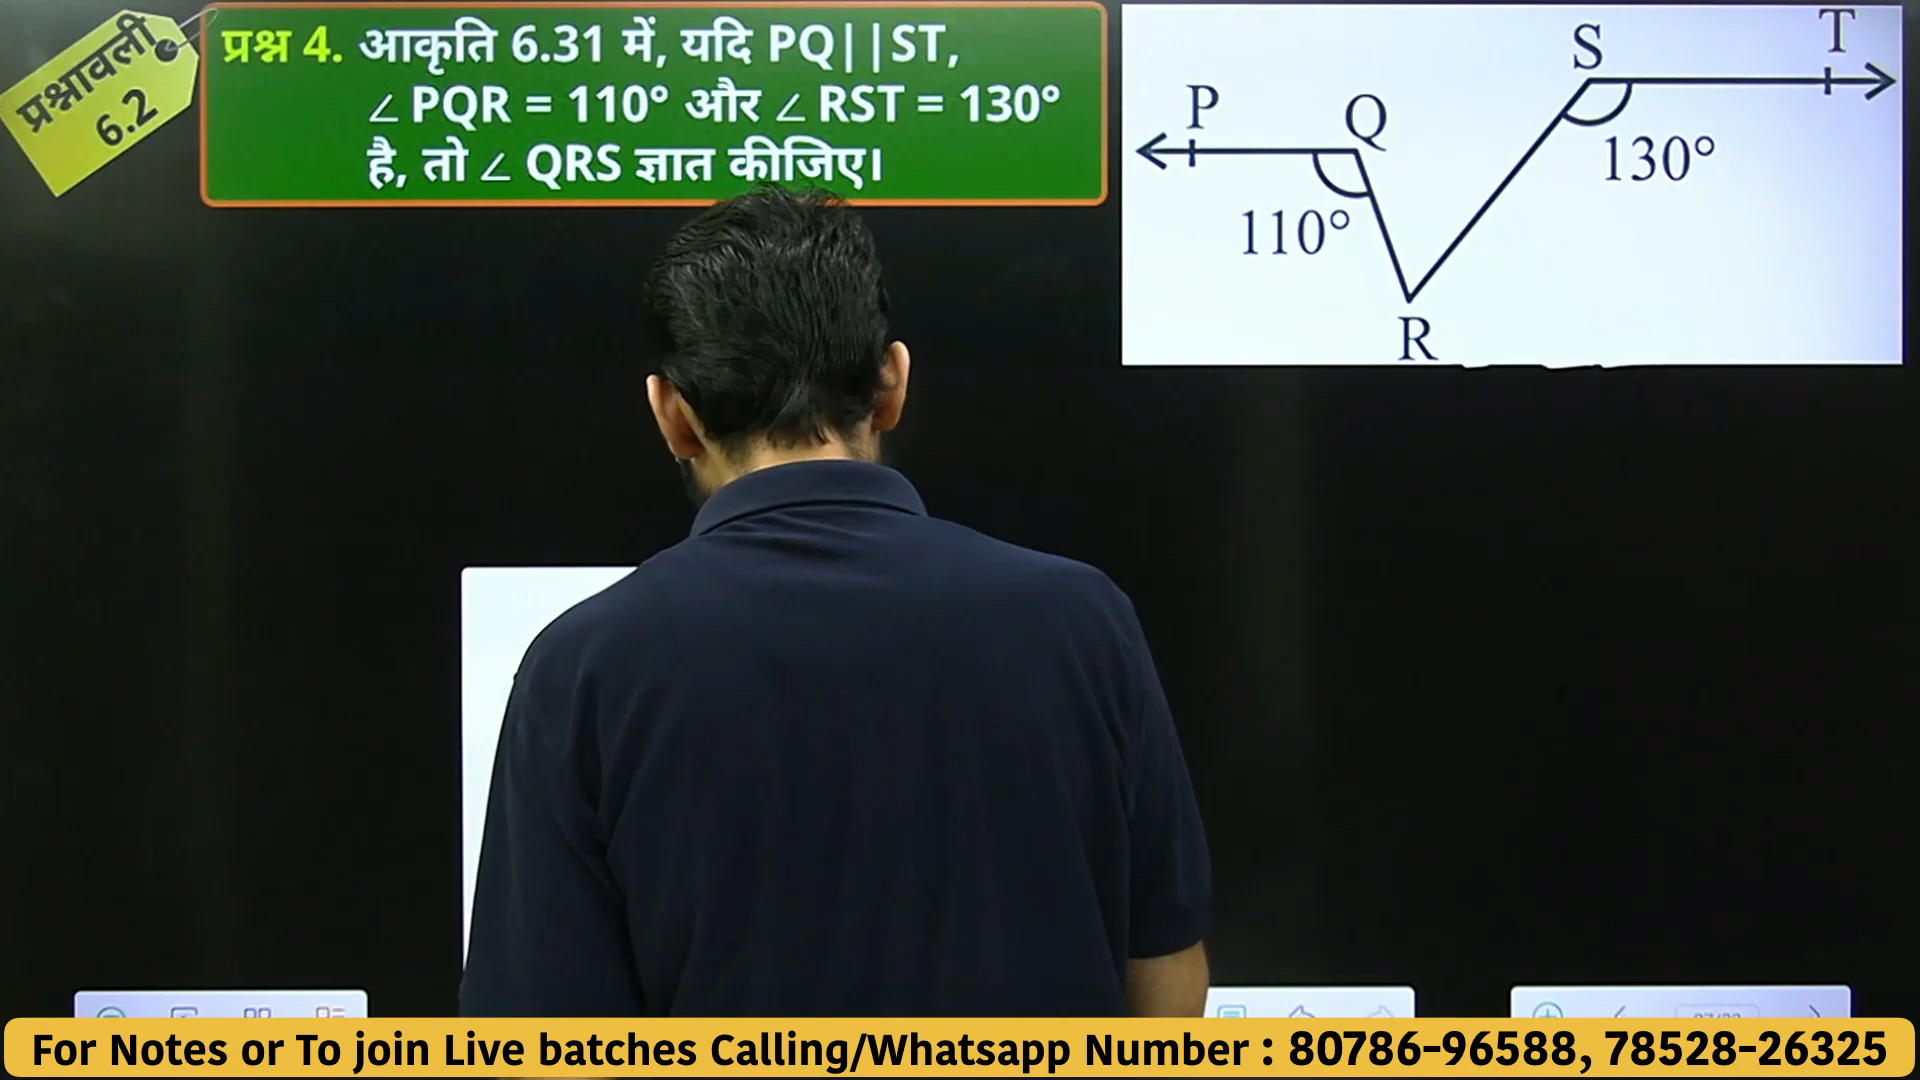 प्रश्नावली
6.2
प्रश्न 4. आकृति 6.31 में, यदि PQ||ST,
∠ PQR = 110° और ∠ RST = 130°
है, तो ∠ QRS ज्ञात कीजिए।
S
T
P
Q
130°
110°
R
For Notes or To join Live batches Calling/Whatsapp Number : 80786-96588, 78528-26325